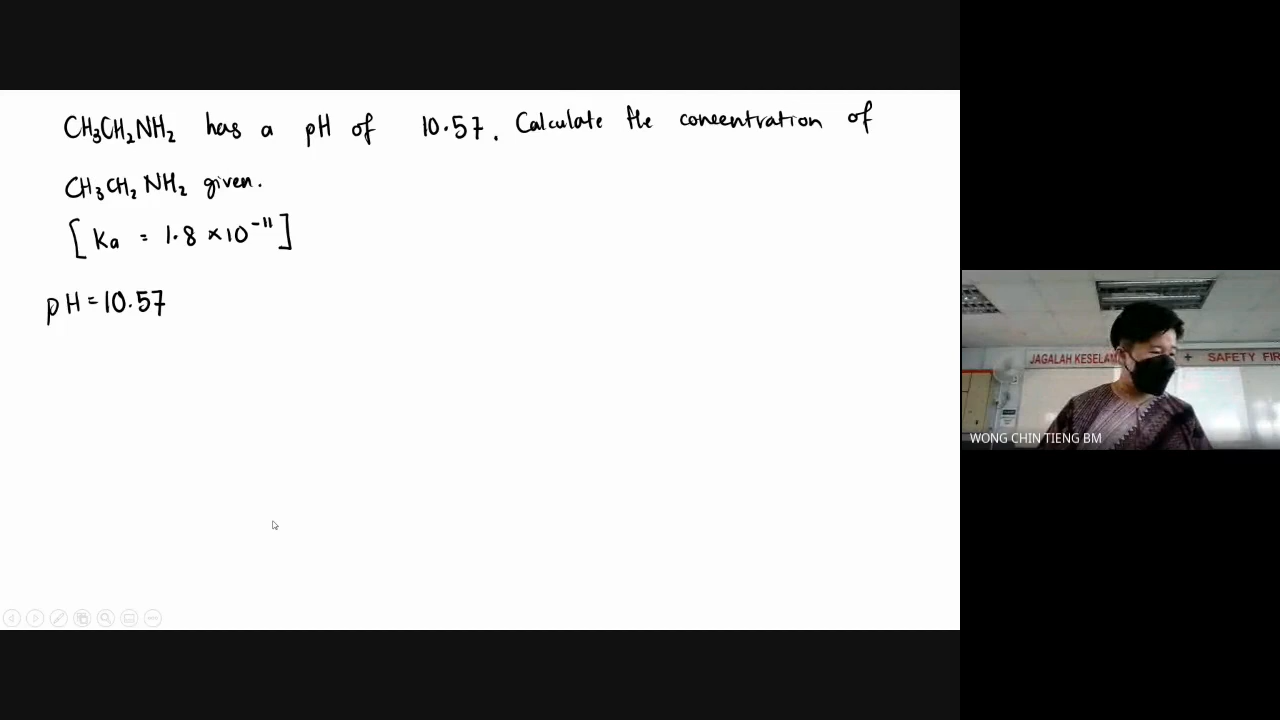 CH₃CH₂NH₂ has a pH of 10.57. Calculate the concentration of
CH₃CH₂NH₂ given.
[Ka = 1.8 × 10⁻¹¹]
pH = 10.57
JAGALAH KESELAM + SAFETY FIR
WONG CHIN TIENG BM